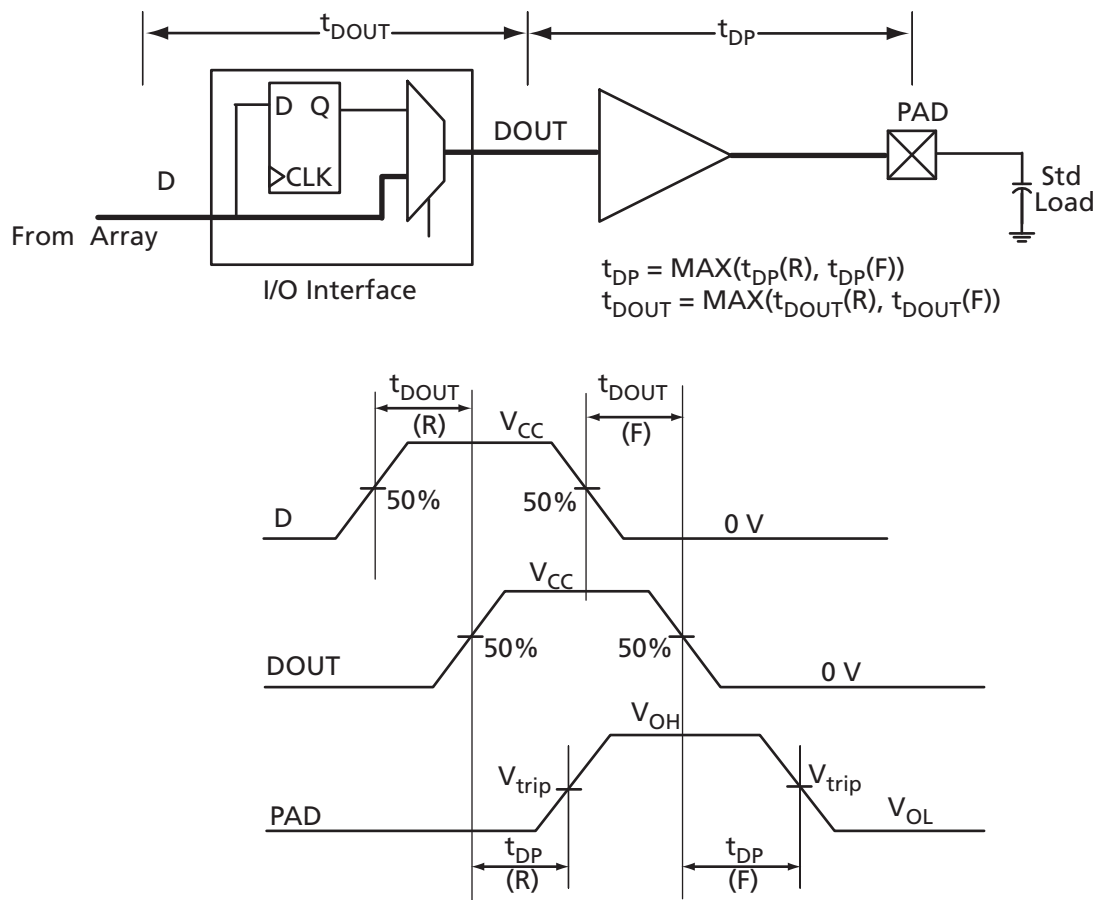 tDOUT
tDP
D Q
CLK
DOUT
PAD
D
From Array
I/O Interface
Std
Load
tDP = MAX(tDP(R), tDP(F))
tDOUT = MAX(tDOUT(R), tDOUT(F))
tDOUT
(R)
tDOUT
(F)
VCC
50%
50%
D
0 V
VCC
50%
50%
DOUT
0 V
VOH
Vtrip
Vtrip
PAD
VOL
tDP
(R)
tDP
(F)